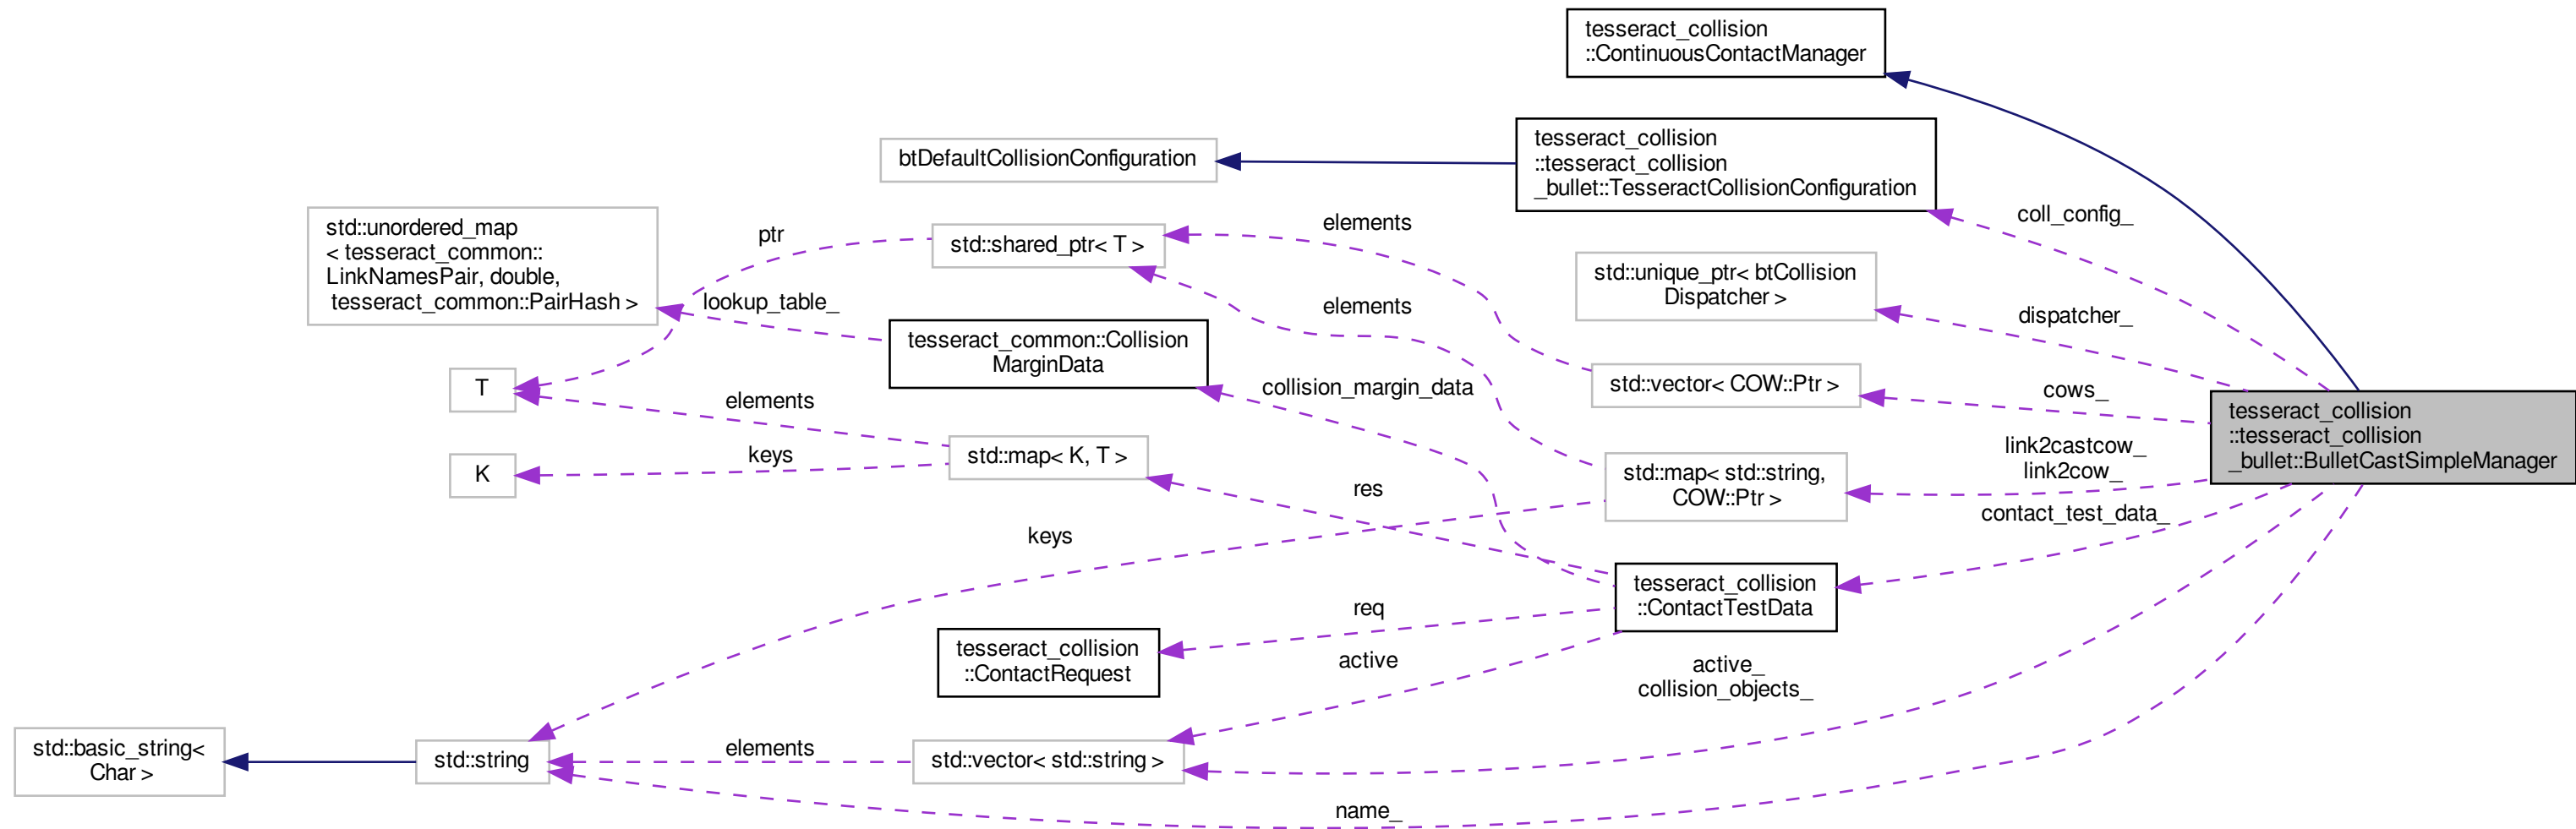 tesseract_collision
::ContinuousContactManager
btDefaultCollisionConfiguration
tesseract_collision
::tesseract_collision
_bullet::TesseractCollisionConfiguration
coll_config_
std::unordered_map
< tesseract_common::
LinkNamesPair, double,
tesseract_common::PairHash >
ptr
std::shared_ptr< T >
elements
std::unique_ptr< btCollision
Dispatcher >
dispatcher_
lookup_table_
elements
tesseract_common::Collision
MarginData
T
elements
collision_margin_data
std::vector< COW::Ptr >
cows_
tesseract_collision
::tesseract_collision
_bullet::BulletCastSimpleManager
K
keys
std::map< K, T >
res
std::map< std::string,
COW::Ptr >
link2castcow_
link2cow_
contact_test_data_
keys
tesseract_collision
::ContactTestData
req
tesseract_collision
::ContactRequest
active
active_
collision_objects_
std::basic_string<
Char >
std::string
elements
std::vector< std::string >
name_